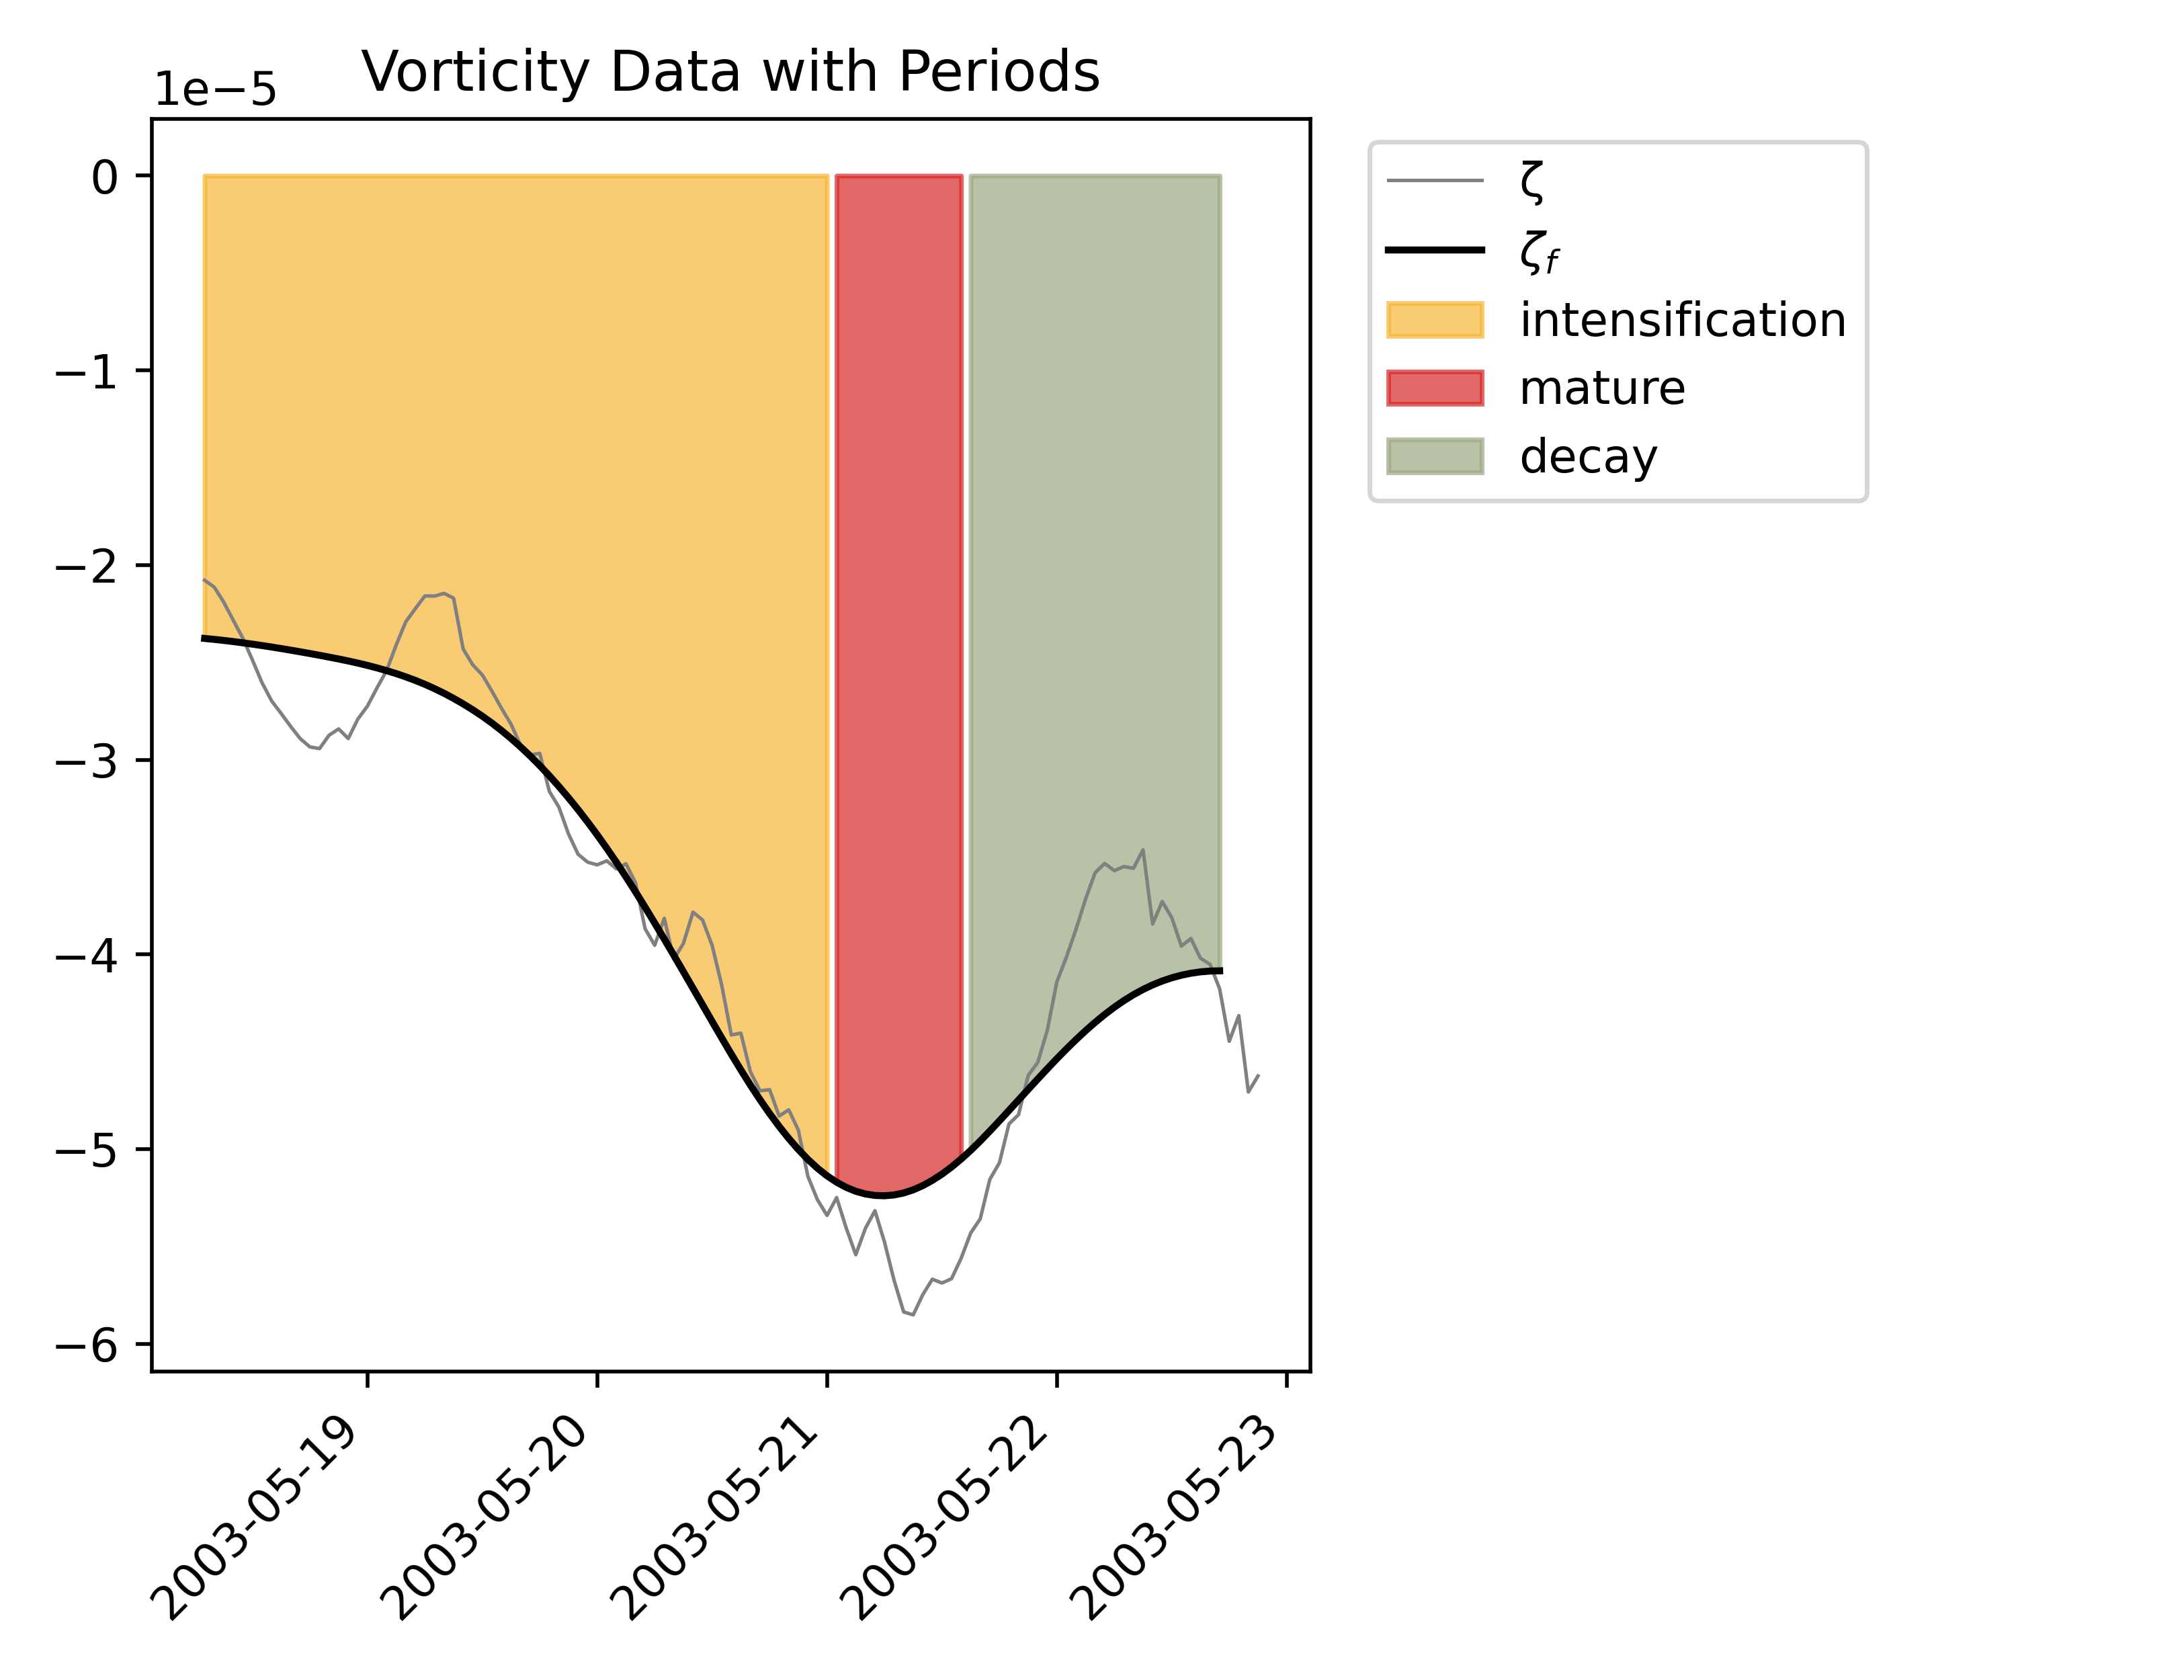 Vorticity Data with Periods
1e−5
0
−1
−2
−3
−4
−5
−6
2003-05-19
2003-05-20
2003-05-21
2003-05-22
2003-05-23
ζ
ζf
intensification
mature
decay